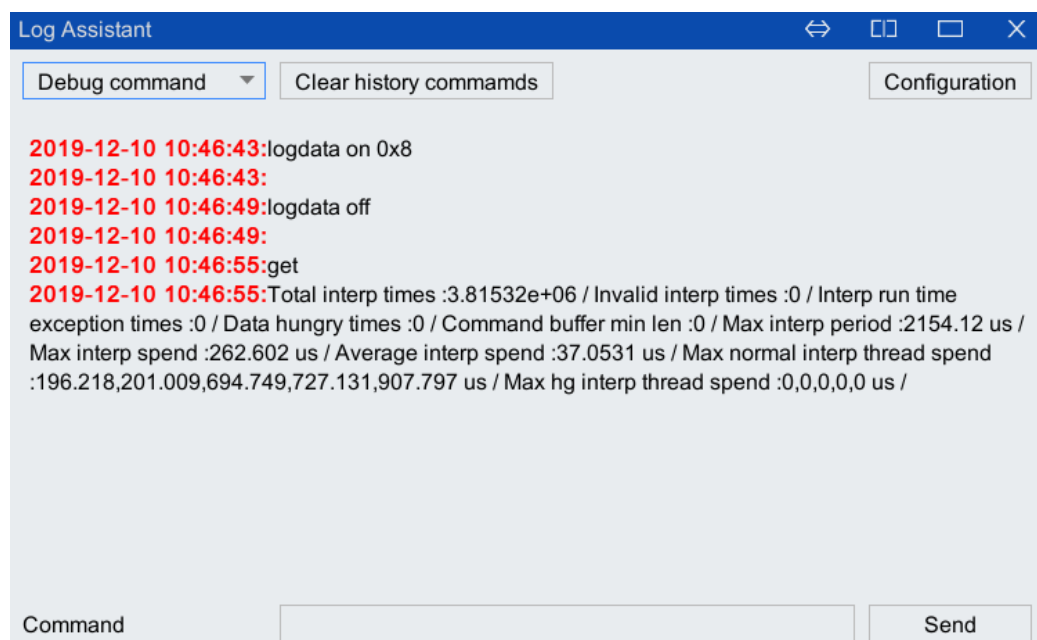 Log Assistant
Debug command
Clear history commamds
Configuration
2019-12-10 10:46:43:logdata on 0x8
2019-12-10 10:46:43:
2019-12-10 10:46:49:logdata off
2019-12-10 10:46:49:
2019-12-10 10:46:55:get
2019-12-10 10:46:55:Total interp times :3.81532e+06 / Invalid interp times :0 / Interp run time
exception times :0 / Data hungry times :0 / Command buffer min len :0 / Max interp period :2154.12 us /
Max interp spend :262.602 us / Average interp spend :37.0531 us / Max normal interp thread spend
:196.218,201.009,694.749,727.131,907.797 us / Max hg interp thread spend :0,0,0,0,0 us /
Command
Send